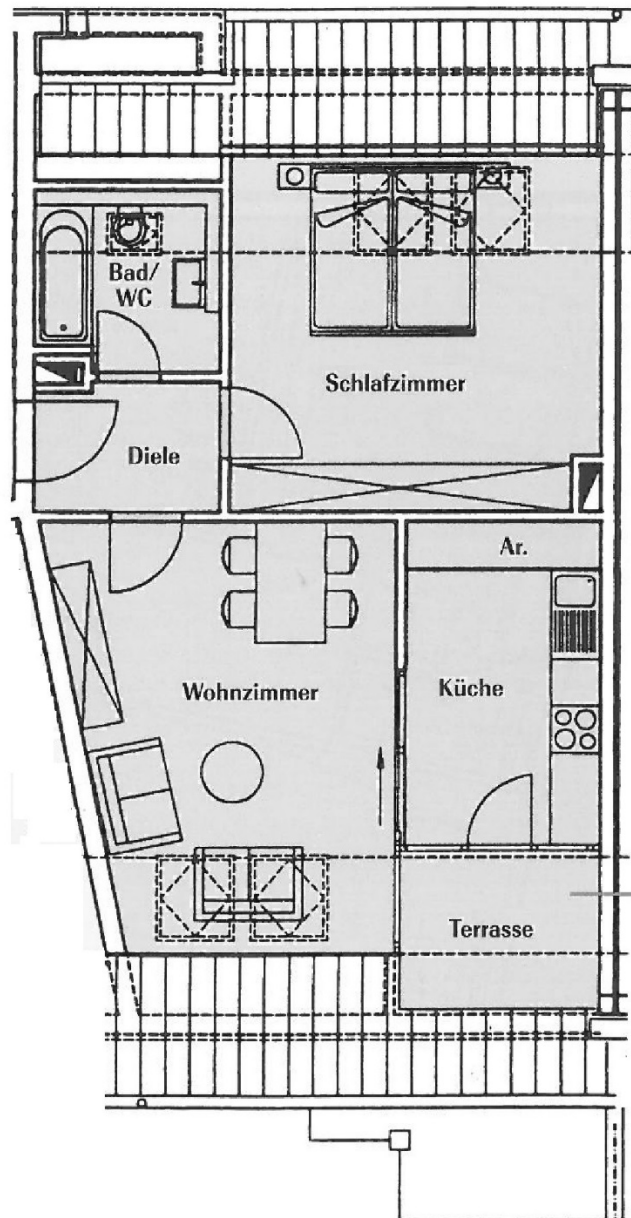 Bad/
WC
Schlafzimmer
Diele
Ar.
Wohnzimmer
Küche
Terrasse